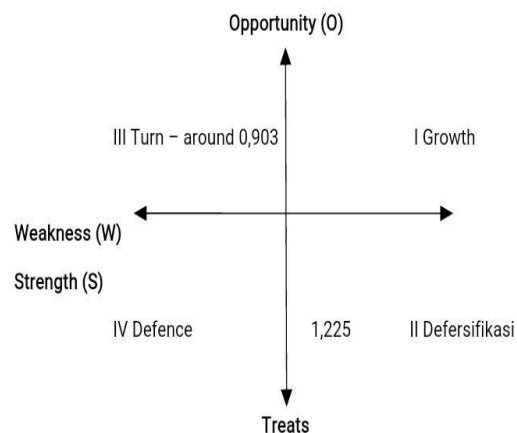 Opportunity (O)
III Turn – around 0,903
I Growth
Weakness (W)
Strength (S)
IV Defence
1,225
II Defersifikasi
Treats